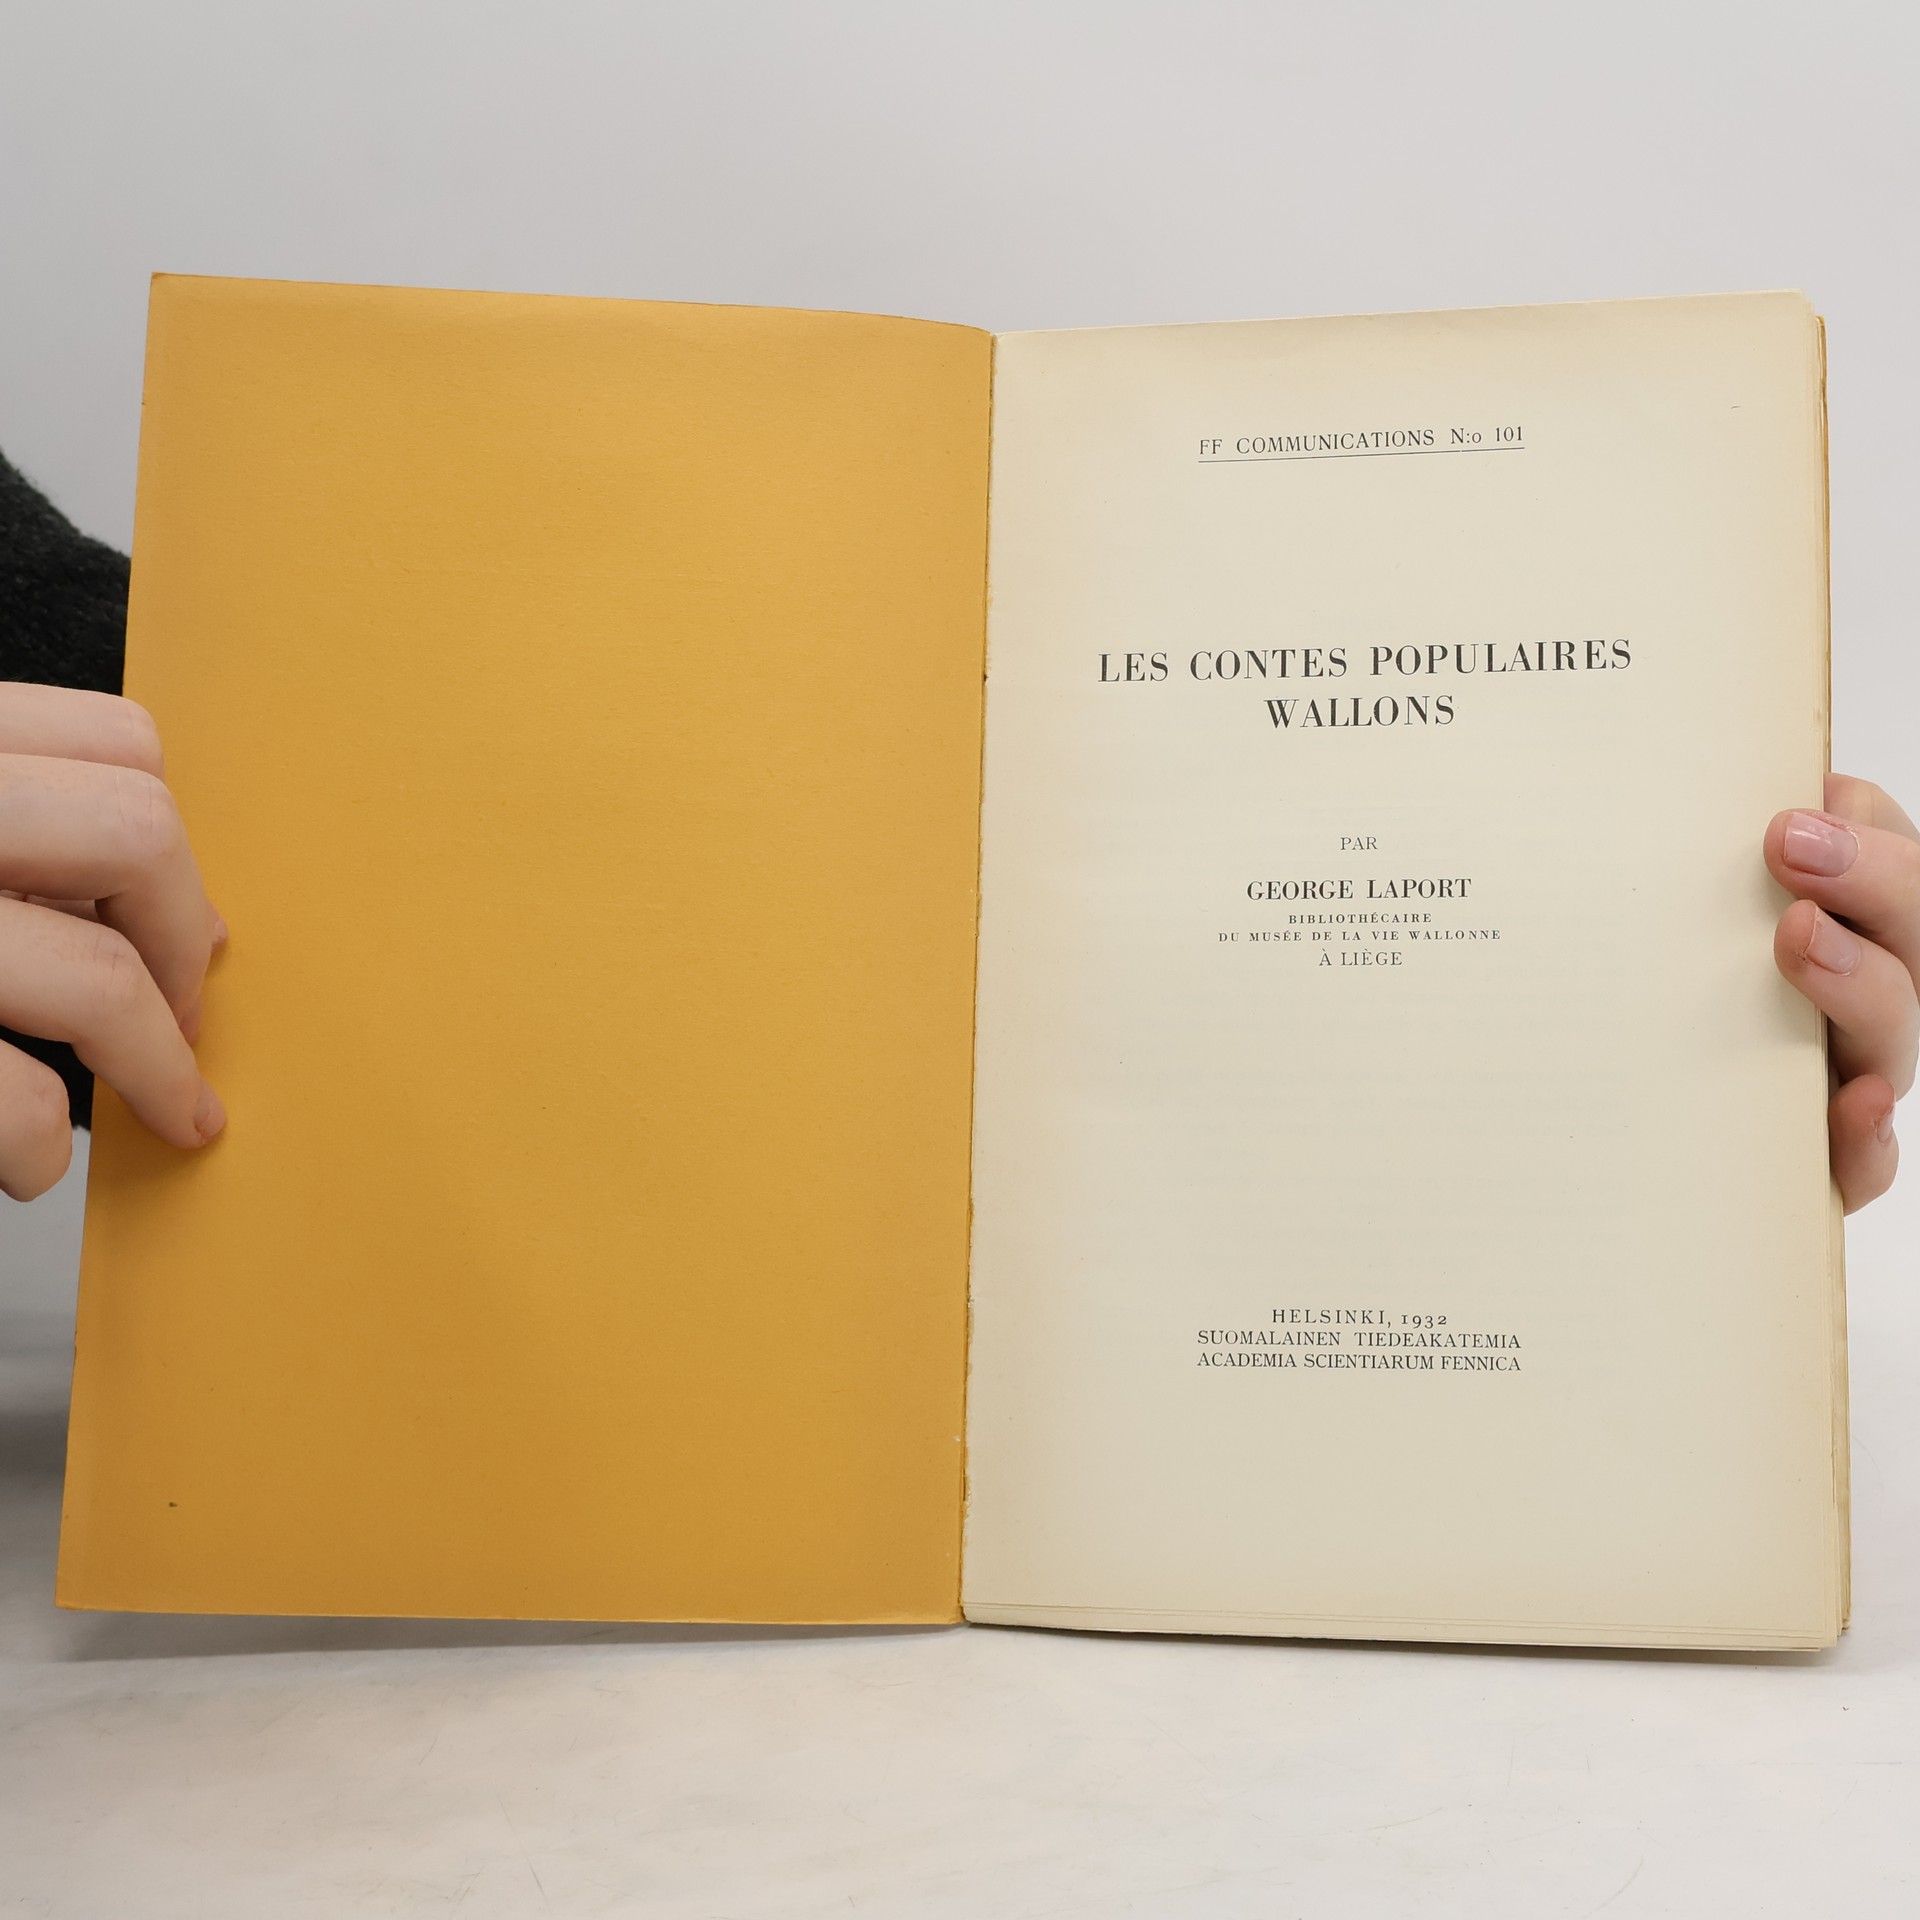 FF COMMUNICATIONS N:o 101
LES CONTES POPULAIRES
WALLONS
PAR
GEORGE LAPORT
BIBLIOTHÉCAIRE
DU MUSÉE DE LA VIE WALLONNE
À LIÈGE
HELSINKI, 1932
SUOMALAINEN TIEDEAKATEMIA
ACADEMIA SCIENTIARUM FENNICA